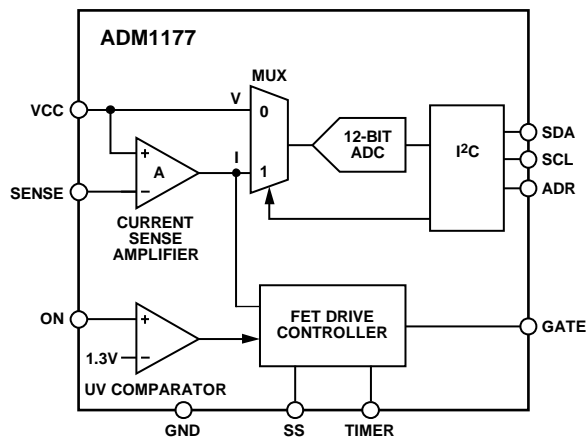 ADM1177
MUX
VCC
V
0
12-BIT
ADC
I²C
SDA
SCL
ADR
I
1
A
+
−
SENSE
CURRENT
SENSE
AMPLIFIER
ON
+
−
1.3V
UV COMPARATOR
FET DRIVE
CONTROLLER
GATE
GND
SS
TIMER